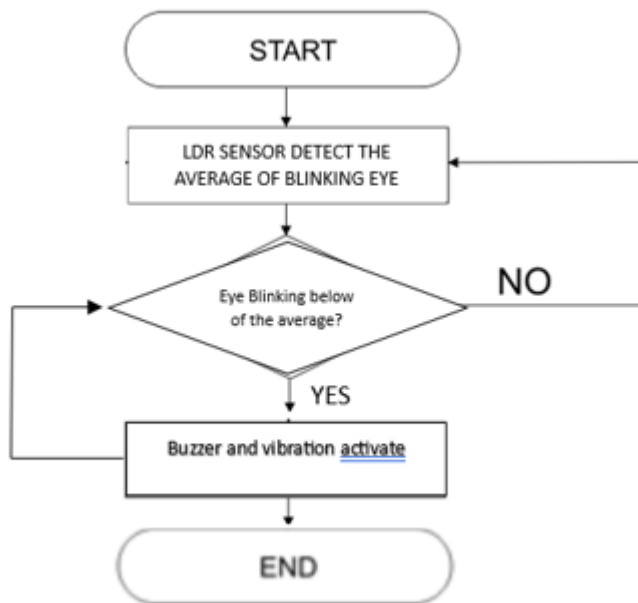 START
LDR SENSOR DETECT THE
AVERAGE OF BLINKING EYE
Eye Blinking below
of the average?
NO
YES
Buzzer and vibration activate
END